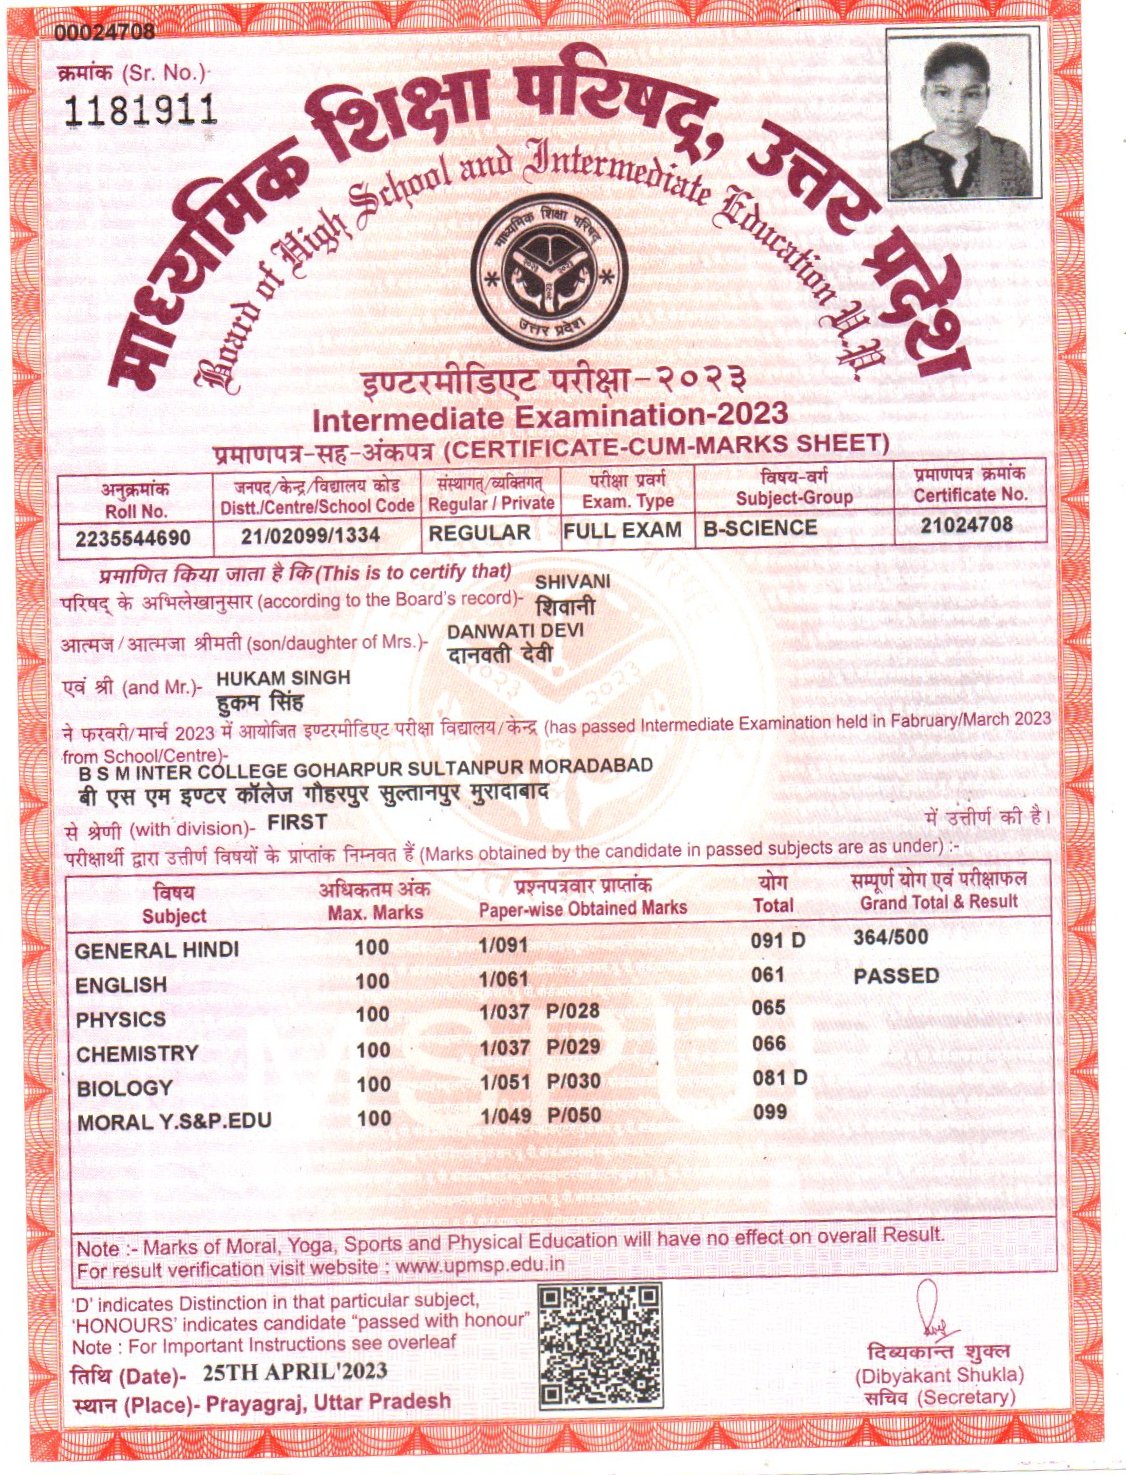 00024708
क्रमांक (Sr. No.)
1181911
माध्यमिक शिक्षा परिषद्, उत्तर प्रदेश
Board of High School and Intermediate Education U.P.
माध्यमिक शिक्षा परिषद्
२०२३ २०२३
२०२३
उत्तर प्रदेश
इण्टरमीडिएट परीक्षा-२०२३
Intermediate Examination-2023
प्रमाणपत्र-सह-अंकपत्र (CERTIFICATE-CUM-MARKS SHEET)
अनुक्रमांक जनपद/केन्द्र/विद्यालय कोड संस्थागत/व्यक्तिगत परीक्षा प्रवर्ग विषय-वर्ग प्रमाणपत्र क्रमांक
Roll No. Distt./Centre/School Code Regular / Private Exam. Type Subject-Group Certificate No.
2235544690 21/02099/1334 REGULAR FULL EXAM B-SCIENCE 21024708
प्रमाणित किया जाता है कि (This is to certify that) SHIVANI
परिषद् के अभिलेखानुसार (according to the Board's record)- शिवानी
आत्मज/आत्मजा श्रीमती (son/daughter of Mrs.)- DANWATI DEVI
दानवती देवी
एवं श्री (and Mr.)- HUKAM SINGH
हुकम सिंह
ने फरवरी/मार्च 2023 में आयोजित इण्टरमीडिएट परीक्षा विद्यालय/केन्द्र (has passed Intermediate Examination held in Fabruary/March 2023
from School/Centre)-
B S M INTER COLLEGE GOHARPUR SULTANPUR MORADABAD
बी एस एम इण्टर कॉलेज गौहरपुर सुल्तानपुर मुरादाबाद
से श्रेणी (with division)- FIRST में उत्तीर्ण की है।
परीक्षार्थी द्वारा उत्तीर्ण विषयों के प्राप्तांक निम्नवत हैं (Marks obtained by the candidate in passed subjects are as under) :-
विषय अधिकतम अंक प्रश्नपत्रवार प्राप्तांक योग सम्पूर्ण योग एवं परीक्षाफल
Subject Max. Marks Paper-wise Obtained Marks Total Grand Total & Result
GENERAL HINDI 100 1/091 091 D 364/500
ENGLISH 100 1/061 061 PASSED
PHYSICS 100 1/037 P/028 065
CHEMISTRY 100 1/037 P/029 066
BIOLOGY 100 1/051 P/030 081 D
MORAL Y.S&P.EDU 100 1/049 P/050 099
Note :- Marks of Moral, Yoga, Sports and Physical Education will have no effect on overall Result.
For result verification visit website : www.upmsp.edu.in
'D' indicates Distinction in that particular subject,
'HONOURS' indicates candidate "passed with honour"
Note : For Important Instructions see overleaf
तिथि (Date)- 25TH APRIL'2023
स्थान (Place)- Prayagraj, Uttar Pradesh
दिब्यकान्त शुक्ल
(Dibyakant Shukla)
सचिव (Secretary)